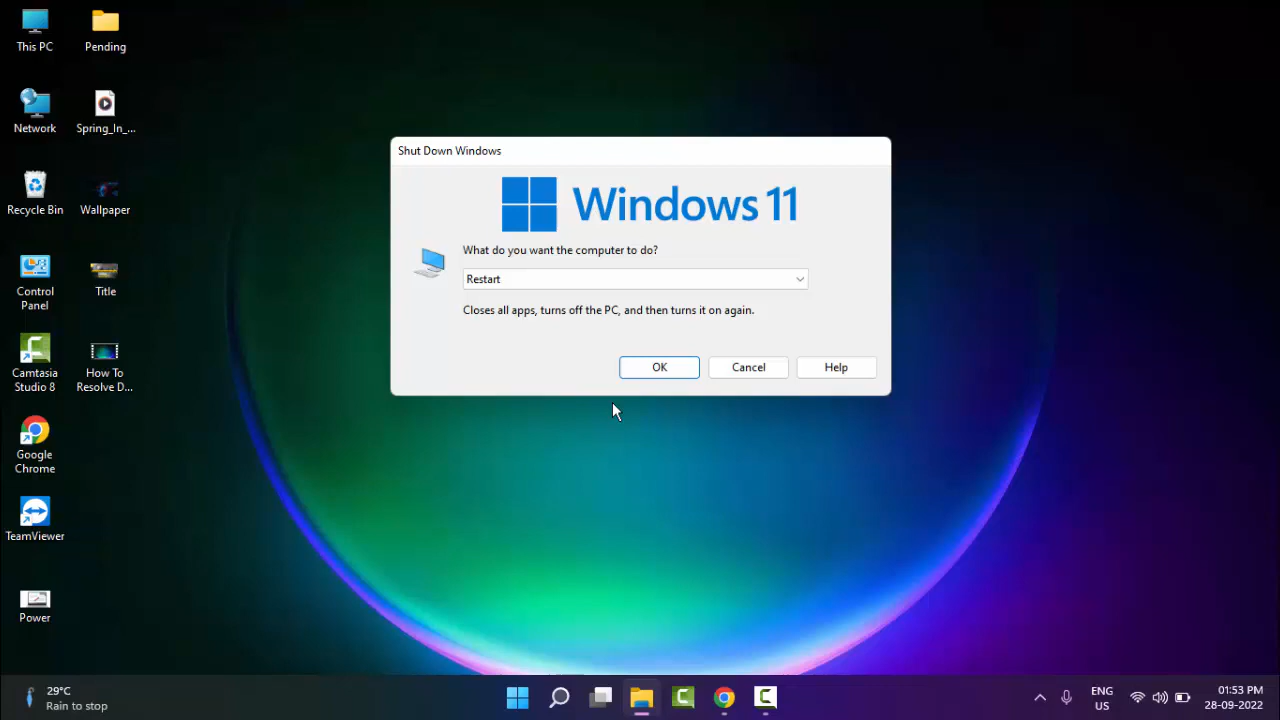 This PC
Pending
Network
Spring_In_...
Recycle Bin
Wallpaper
Control
Panel
Title
Camtasia
Studio 8
How To
Resolve D...
Google
Chrome
TeamViewer
Power
Shut Down Windows
Windows 11
What do you want the computer to do?
Restart
Closes all apps, turns off the PC, and then turns it on again.
OK
Cancel
Help
29°C
Rain to stop
ENG
US
01:53 PM
28-09-2022